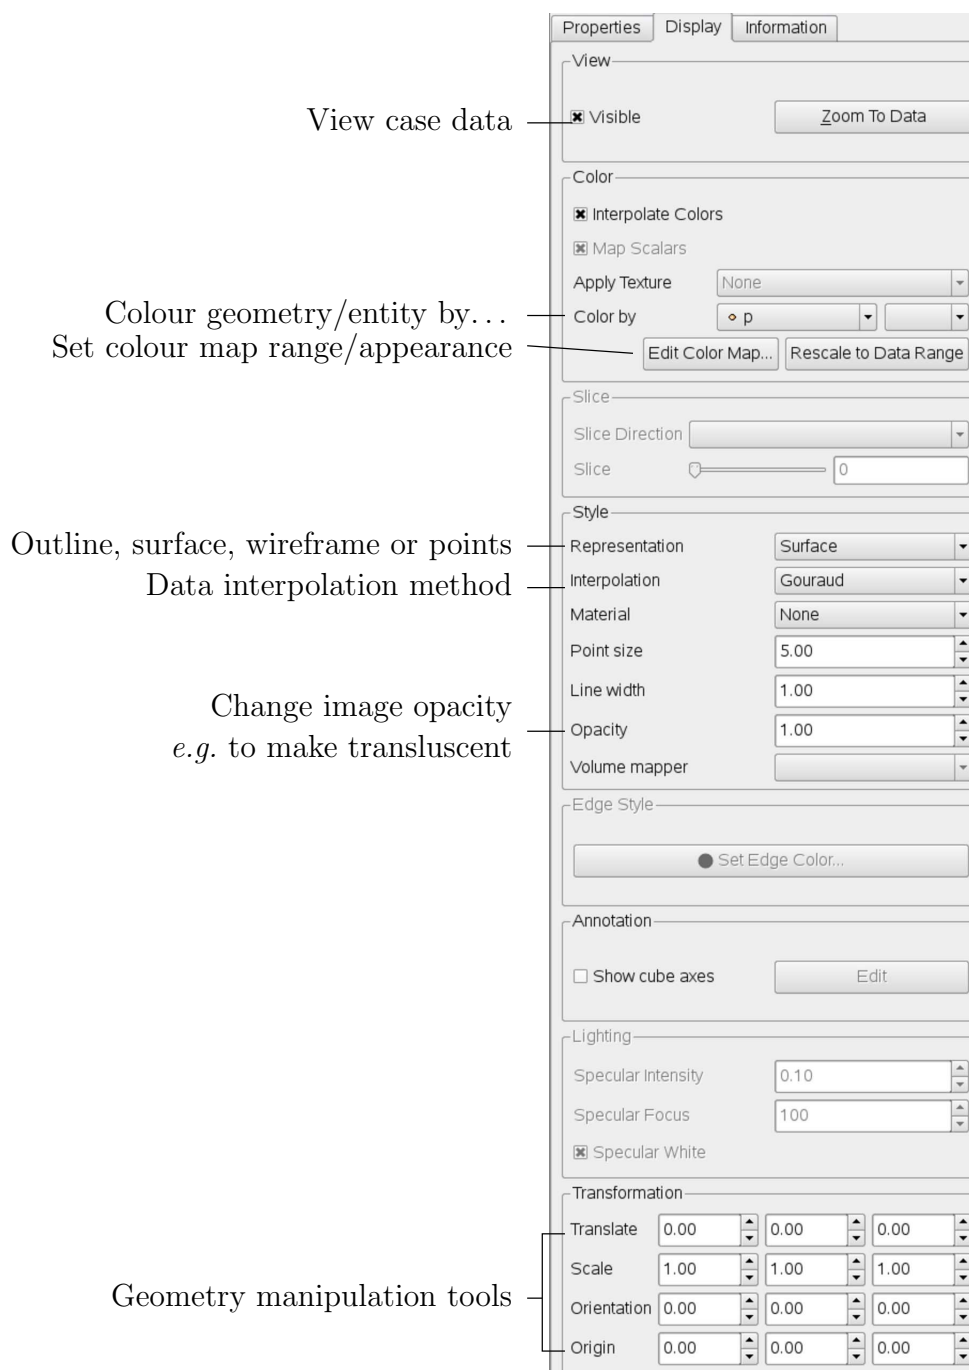 Properties Display Information
View
View case data
Visible Zoom To Data
Color
Interpolate Colors
Map Scalars
Apply Texture None
Colour geometry/entity by...
Color by p
Set colour map range/appearance
Edit Color Map... Rescale to Data Range
Slice
Slice Direction
Slice 0
Style
Outline, surface, wireframe or points
Representation Surface
Data interpolation method
Interpolation Gouraud
Material None
Point size 5.00
Line width 1.00
Change image opacity
e.g. to make transluscent
Opacity 1.00
Volume mapper
Edge Style
Set Edge Color...
Annotation
Show cube axes Edit
Lighting
Specular Intensity 0.10
Specular Focus 100
Specular White
Transformation
Translate 0.00 0.00 0.00
Scale 1.00 1.00 1.00
Geometry manipulation tools
Orientation 0.00 0.00 0.00
Origin 0.00 0.00 0.00